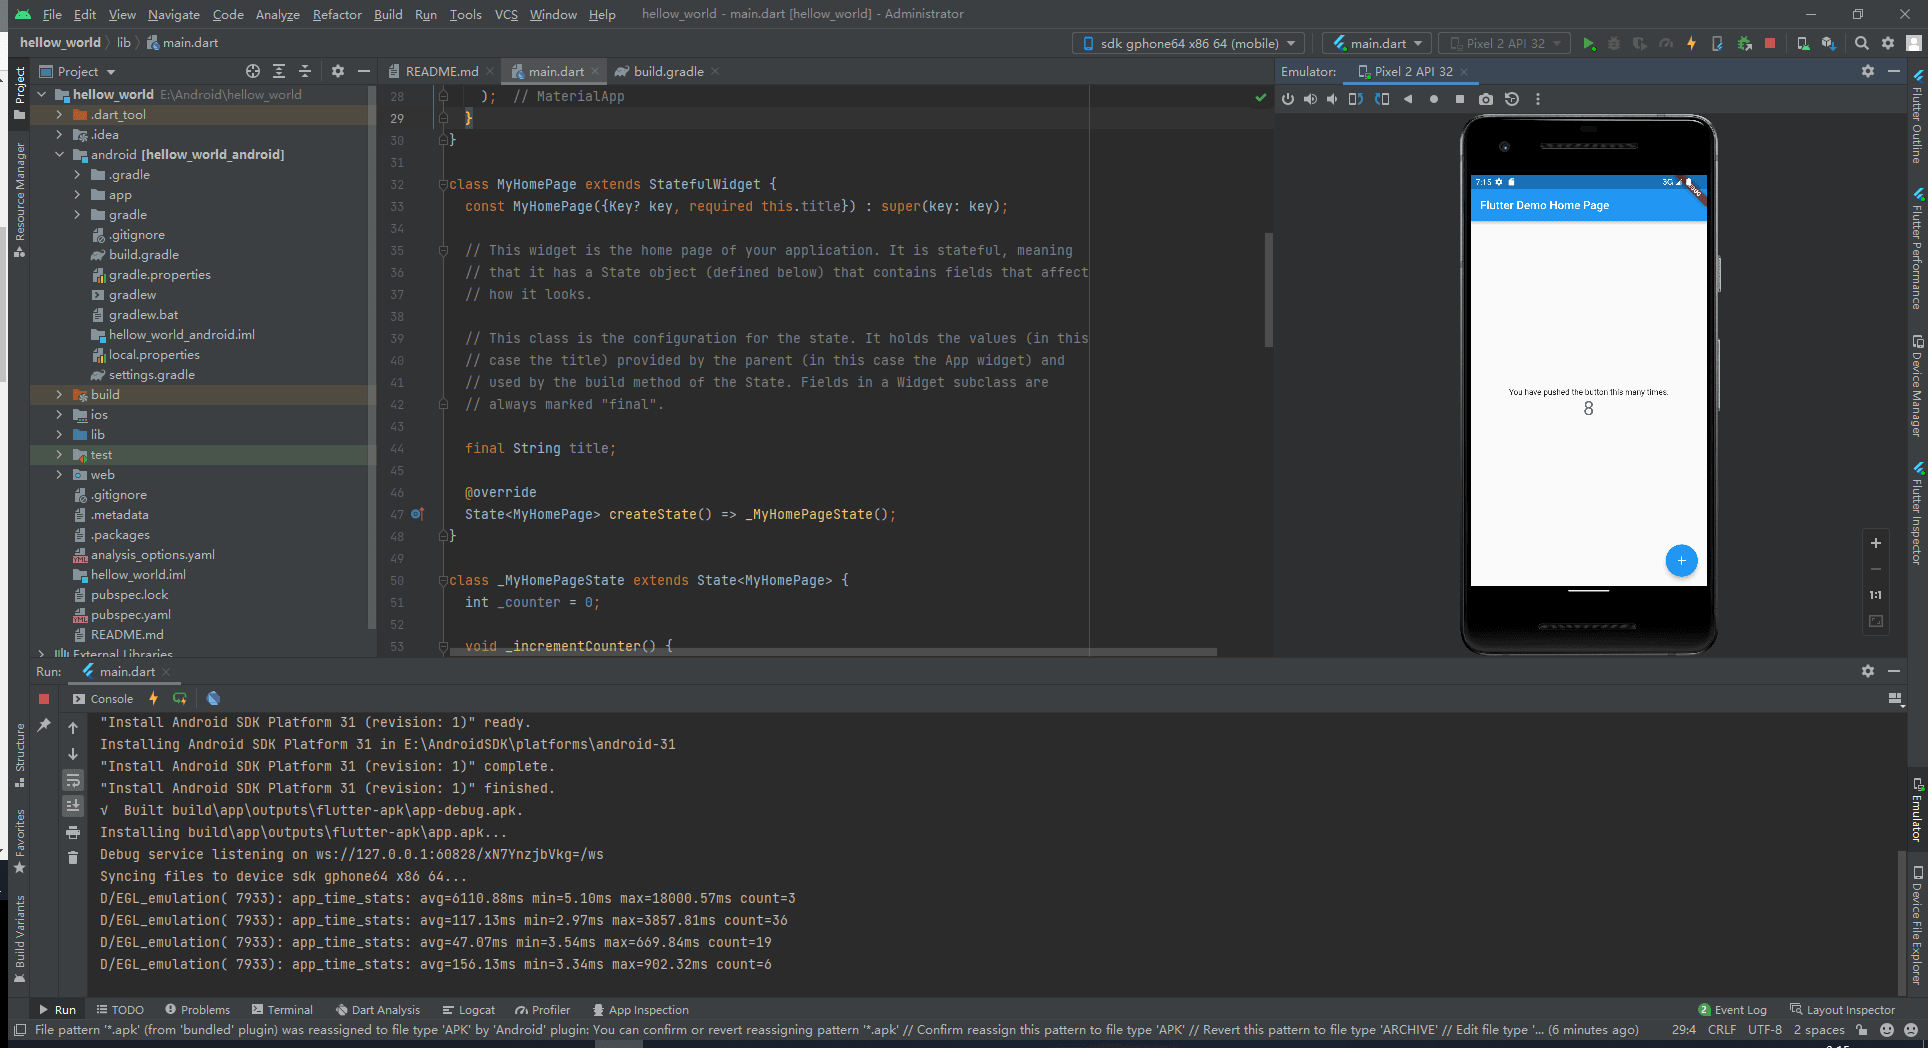 File Edit View Navigate Code Analyze Refactor Build Run Tools VCS Window Help hellow_world - main.dart [hellow_world] - Administrator
hellow_world lib main.dart
sdk gphone64 x86 64 (mobile) main.dart Pixel 2 API 32
Project
README.md main.dart build.gradle
Emulator: Pixel 2 API 32
Project
Resource Manager
Structure
Favorites
Build Variants
hellow_world E:\Android\hellow_world
.dart_tool
.idea
android [hellow_world_android]
.gradle
app
gradle
.gitignore
build.gradle
gradle.properties
gradlew
gradlew.bat
hellow_world_android.iml
local.properties
settings.gradle
build
ios
lib
test
web
.gitignore
.metadata
.packages
analysis_options.yaml
hellow_world.iml
pubspec.lock
pubspec.yaml
README.md
External Libraries
28 ); // MaterialApp
29 }
30 }
31
32 class MyHomePage extends StatefulWidget {
33 const MyHomePage({Key? key, required this.title}) : super(key: key);
34
35 // This widget is the home page of your application. It is stateful, meaning
36 // that it has a State object (defined below) that contains fields that affect
37 // how it looks.
38
39 // This class is the configuration for the state. It holds the values (in this
40 // case the title) provided by the parent (in this case the App widget) and
41 // used by the build method of the State. Fields in a Widget subclass are
42 // always marked "final".
43
44 final String title;
45
46 @override
47 State<MyHomePage> createState() => _MyHomePageState();
48 }
49
50 class _MyHomePageState extends State<MyHomePage> {
51 int _counter = 0;
52
53 void _incrementCounter() {
7:15 3G
Flutter Demo Home Page
You have pushed the button this many times:
8
+
1:1
Flutter Outline
Flutter Performance
Device Manager
Flutter Inspector
Emulator
Device File Explorer
Run: main.dart
Console
"Install Android SDK Platform 31 (revision: 1)" ready.
Installing Android SDK Platform 31 in E:\AndroidSDK\platforms\android-31
"Install Android SDK Platform 31 (revision: 1)" complete.
"Install Android SDK Platform 31 (revision: 1)" finished.
√ Built build\app\outputs\flutter-apk\app-debug.apk.
Installing build\app\outputs\flutter-apk\app.apk...
Debug service listening on ws://127.0.0.1:60828/xN7YnzjbVkg=/ws
Syncing files to device sdk gphone64 x86 64...
D/EGL_emulation( 7933): app_time_stats: avg=6110.88ms min=5.10ms max=18000.57ms count=3
D/EGL_emulation( 7933): app_time_stats: avg=117.13ms min=2.97ms max=3857.81ms count=36
D/EGL_emulation( 7933): app_time_stats: avg=47.07ms min=3.54ms max=669.84ms count=19
D/EGL_emulation( 7933): app_time_stats: avg=156.13ms min=3.34ms max=902.32ms count=6
Run TODO Problems Terminal Dart Analysis Logcat Profiler App Inspection 2 Event Log Layout Inspector
File pattern '*.apk' (from 'bundled' plugin) was reassigned to file type 'APK' by 'Android' plugin: You can confirm or revert reassigning pattern '*.apk' // Confirm reassign this pattern to file type 'APK' // Revert this pattern to file type 'ARCHIVE' // Edit file type '... (6 minutes ago) 29:4 CRLF UTF-8 2 spaces